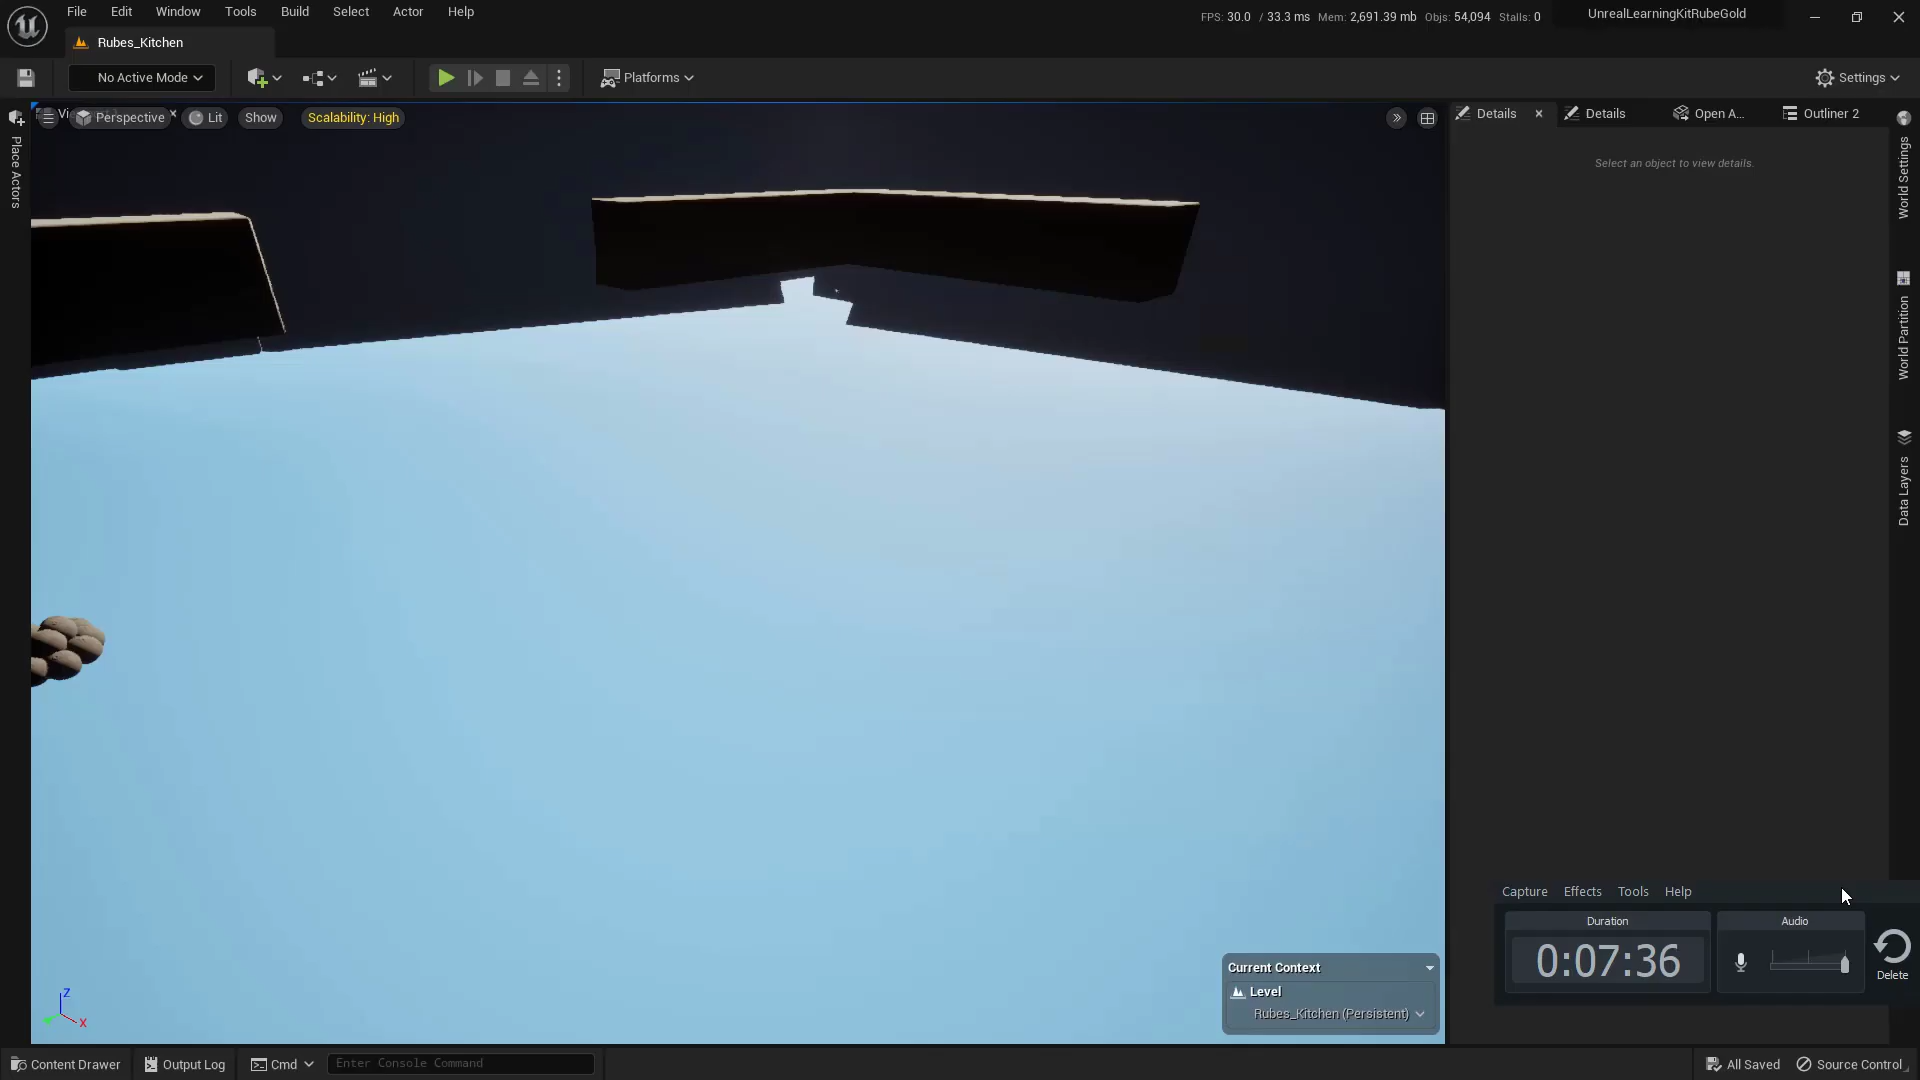 File Edit Window Tools Build Select Actor Help
FPS: 30.0 / 33.3 ms Mem: 2,691.39 mb Objs: 54,094 Stalls: 0
UnrealLearningKitRubeGold
Rubes_Kitchen
No Active Mode
Platforms
Settings
Perspective
Lit
Show
Scalability: High
Details
Details
Open A...
Outliner 2
Select an object to view details.
Place Actors
World Settings
World Partition
Data Layers
Capture Effects Tools Help
Duration
Audio
0:07:36
Delete
Current Context
Level
Rubes_Kitchen (Persistent)
Z
X
Content Drawer
Output Log
Cmd
Enter Console Command
All Saved
Source Control